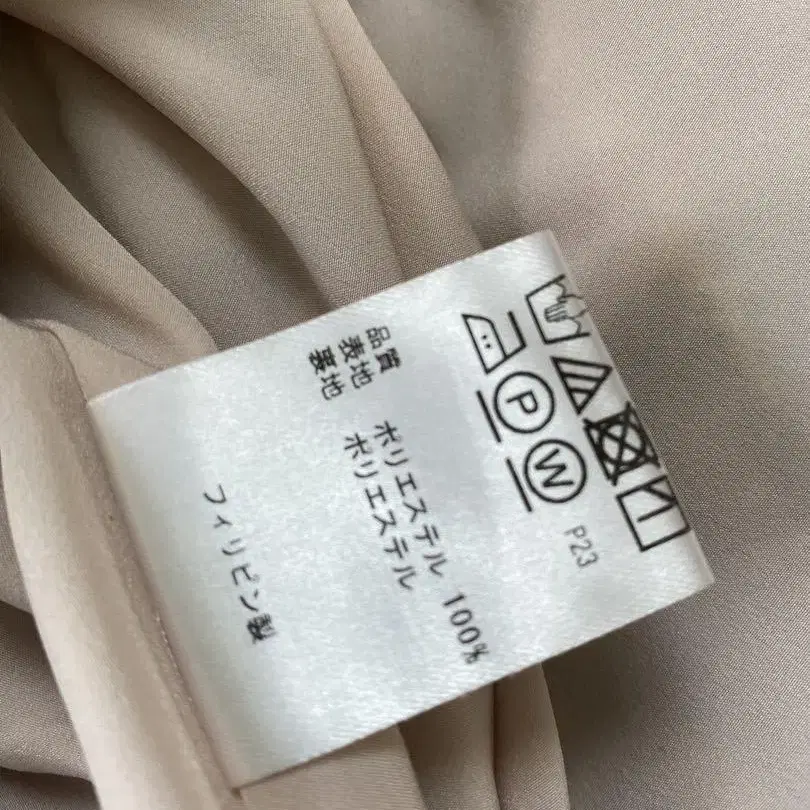 P
W
P23
品質
表地 ポリエステル 100%
裏地 ポリエステル
フィリピン製